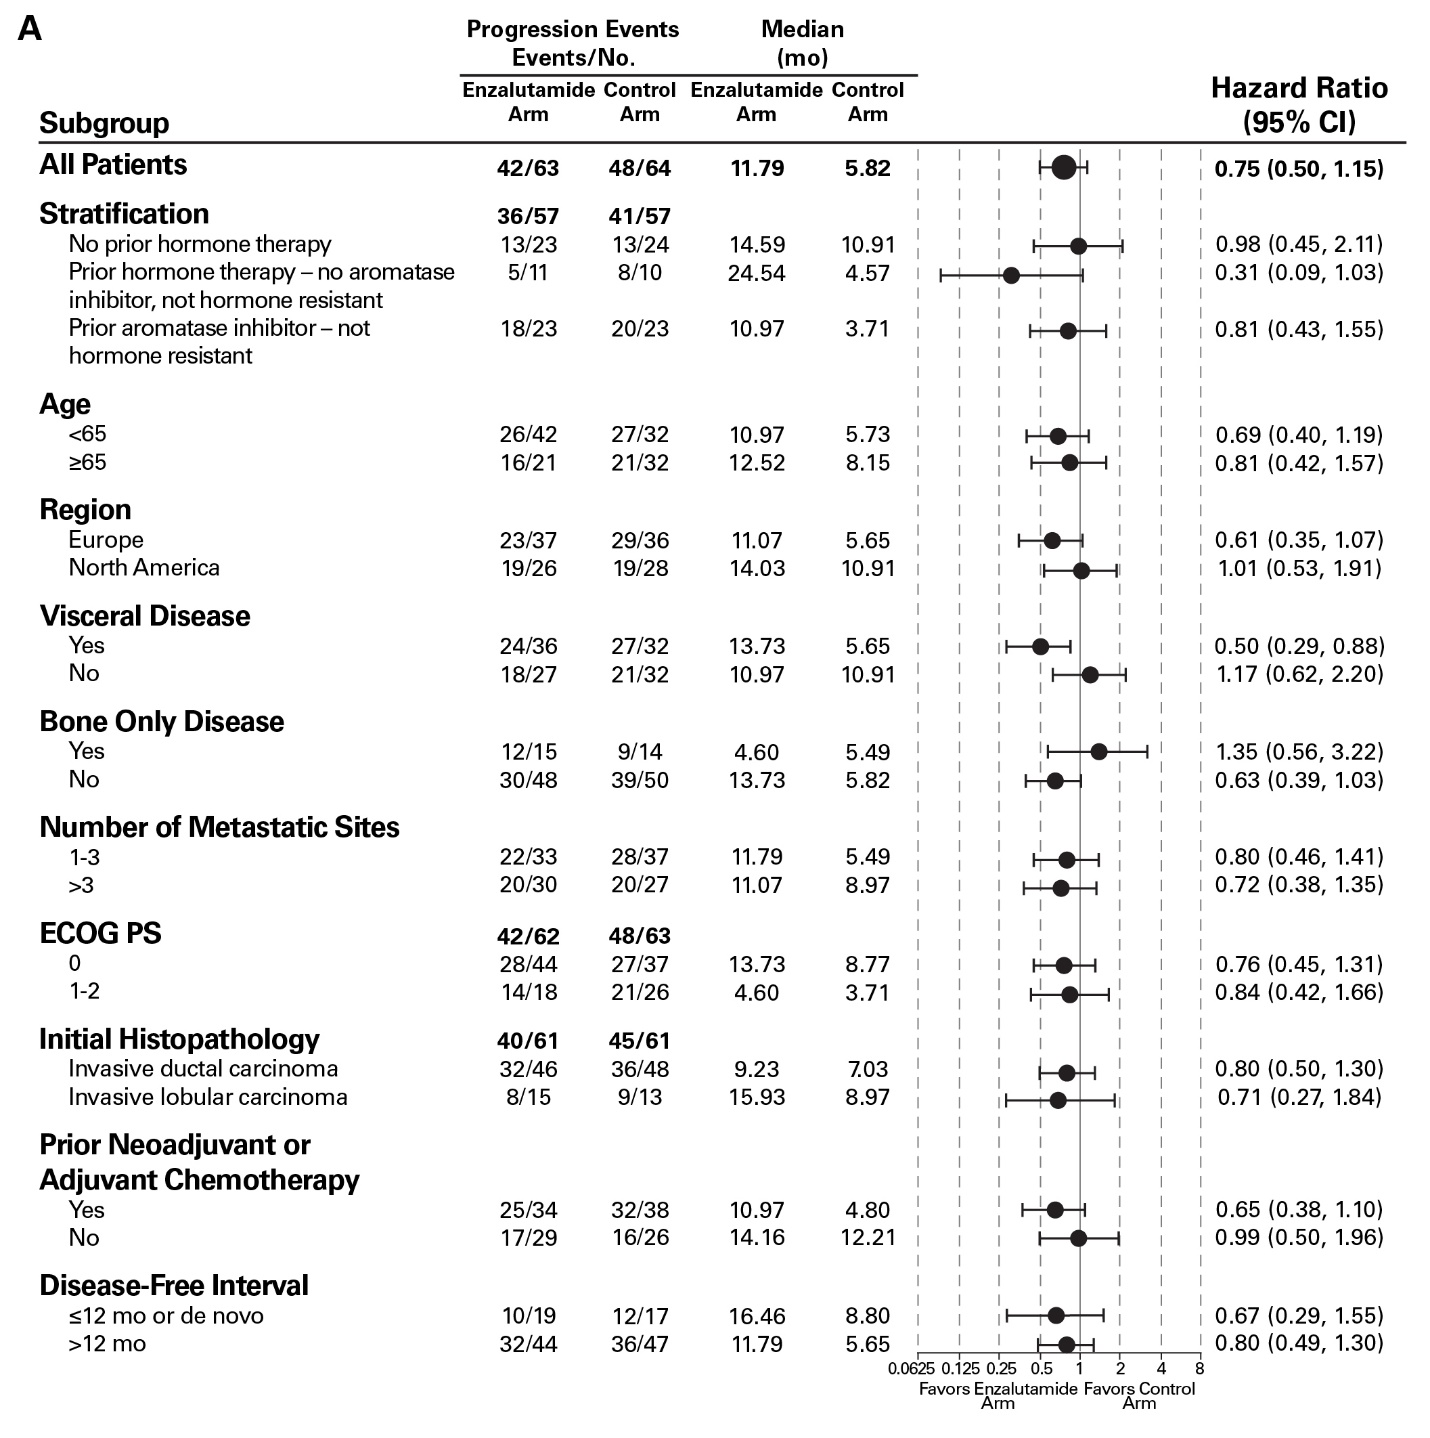 A
Progression Events Median
Events/No. (mo)
Enzalutamide Control Enzalutamide Control Hazard Ratio
Subgroup Arm Arm Arm Arm (95% CI)
All Patients 42/63 48/64 11.79 5.82 0.75 (0.50, 1.15)
Stratification 36/57 41/57
No prior hormone therapy 13/23 13/24 14.59 10.91 0.98 (0.45, 2.11)
Prior hormone therapy – no aromatase 5/11 8/10 24.54 4.57 0.31 (0.09, 1.03)
inhibitor, not hormone resistant
Prior aromatase inhibitor – not 18/23 20/23 10.97 3.71 0.81 (0.43, 1.55)
hormone resistant
Age
<65 26/42 27/32 10.97 5.73 0.69 (0.40, 1.19)
≥65 16/21 21/32 12.52 8.15 0.81 (0.42, 1.57)
Region
Europe 23/37 29/36 11.07 5.65 0.61 (0.35, 1.07)
North America 19/26 19/28 14.03 10.91 1.01 (0.53, 1.91)
Visceral Disease
Yes 24/36 27/32 13.73 5.65 0.50 (0.29, 0.88)
No 18/27 21/32 10.97 10.91 1.17 (0.62, 2.20)
Bone Only Disease
Yes 12/15 9/14 4.60 5.49 1.35 (0.56, 3.22)
No 30/48 39/50 13.73 5.82 0.63 (0.39, 1.03)
Number of Metastatic Sites
1-3 22/33 28/37 11.79 5.49 0.80 (0.46, 1.41)
>3 20/30 20/27 11.07 8.97 0.72 (0.38, 1.35)
ECOG PS 42/62 48/63
0 28/44 27/37 13.73 8.77 0.76 (0.45, 1.31)
1-2 14/18 21/26 4.60 3.71 0.84 (0.42, 1.66)
Initial Histopathology 40/61 45/61
Invasive ductal carcinoma 32/46 36/48 9.23 7.03 0.80 (0.50, 1.30)
Invasive lobular carcinoma 8/15 9/13 15.93 8.97 0.71 (0.27, 1.84)
Prior Neoadjuvant or
Adjuvant Chemotherapy
Yes 25/34 32/38 10.97 4.80 0.65 (0.38, 1.10)
No 17/29 16/26 14.16 12.21 0.99 (0.50, 1.96)
Disease-Free Interval
≤12 mo or de novo 10/19 12/17 16.46 8.80 0.67 (0.29, 1.55)
>12 mo 32/44 36/47 11.79 5.65 0.80 (0.49, 1.30)
0.0625 0.125 0.25 0.5 1 2 4 8
Favors Enzalutamide Favors Control
Arm Arm